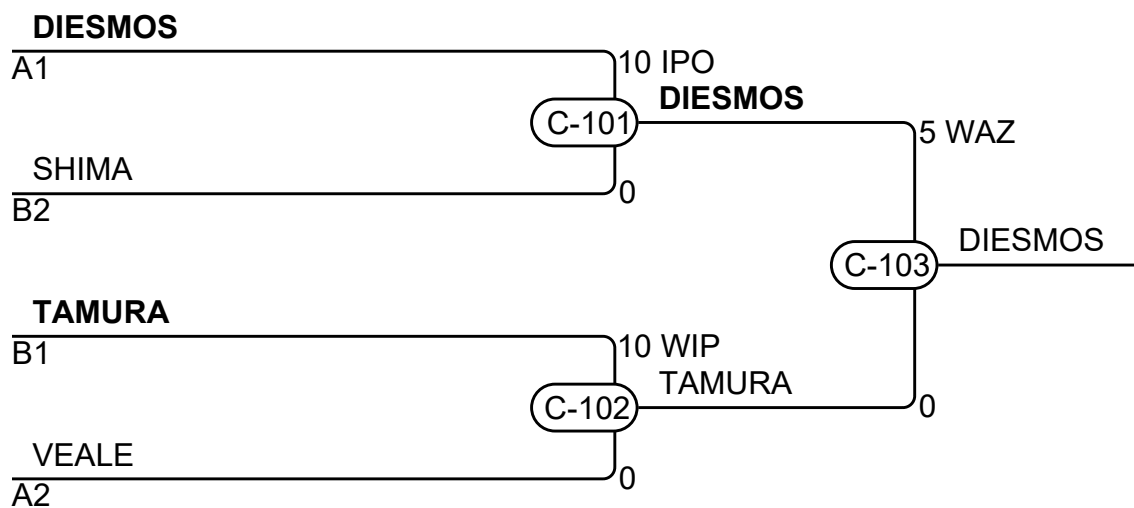 DIESMOS
A1
10 IPO
DIESMOS
C-101
5 WAZ
SHIMA
B2
0
DIESMOS
C-103
TAMURA
B1
10 WIP
TAMURA
C-102
0
VEALE
A2
0